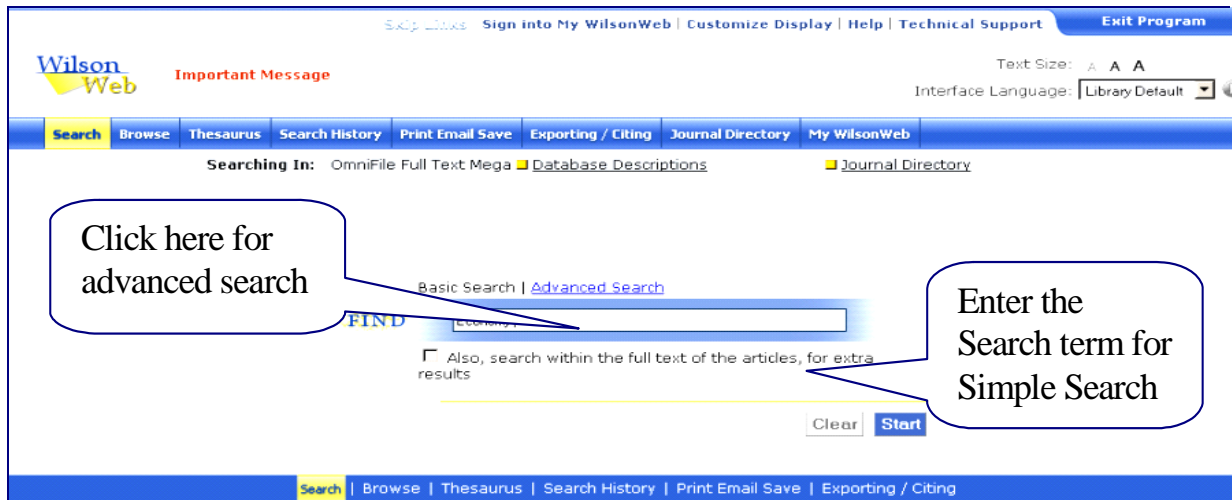 Skip Links Sign into My WilsonWeb | Customize Display | Help | Technical Support Exit Program
Wilson
Web
Important Message
Text Size: A A A
Interface Language: Library Default
Search Browse Thesaurus Search History Print Email Save Exporting / Citing Journal Directory My WilsonWeb
Searching In: OmniFile Full Text Mega Database Descriptions Journal Directory
Click here for
advanced search
Basic Search | Advanced Search
FIND
Enter the
Search term for
Simple Search
Also, search within the full text of the articles, for extra
results
Clear Start
Search | Browse | Thesaurus | Search History | Print Email Save | Exporting / Citing